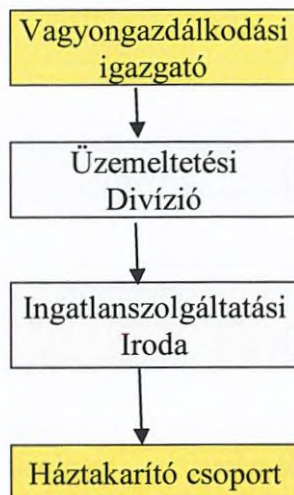 Vagyongazdálkodási
igazgató
Üzemeltetési
Divízió
Ingatlanszolgáltatási
Iroda
Háztakarító csoport